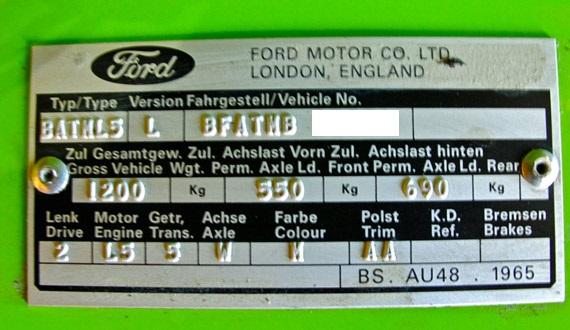 Ford FORD MOTOR CO. LTD.
LONDON, ENGLAND
Typ/Type Version Fahrgestell/Vehicle No.
BATML5 L BFATMB
Zul Gesamtgew. Zul. Achslast Vorn Zul. Achslast hinten
Gross Vehicle Wgt. Perm. Axle Ld. Front Perm. Axle Ld. Rear
1200 Kg 550 Kg 690 Kg
Lenk Motor Getr, Achse Farbe Polst K.D. Bremsen
Drive Engine Trans. Axle Colour Trim Ref. Brakes
2 L5 5 W M AA
BS. AU48 . 1965